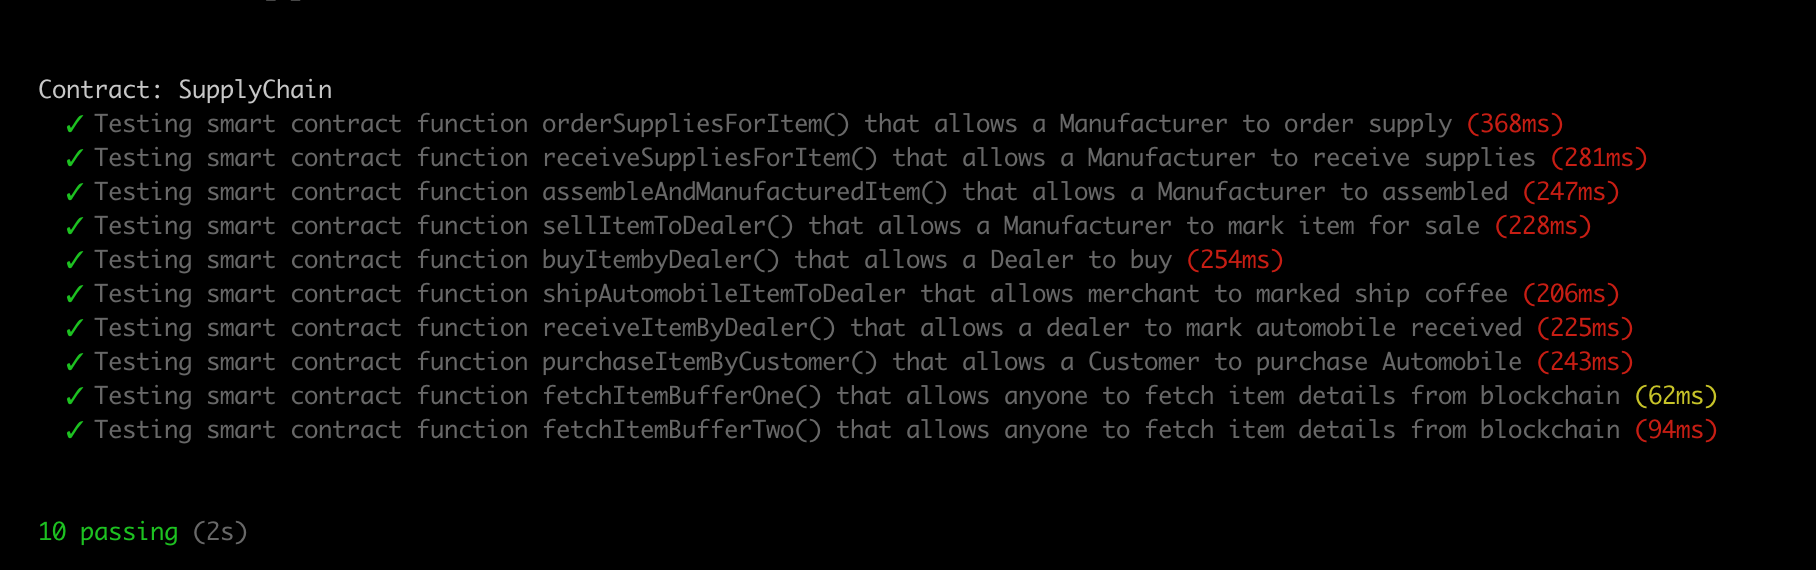 Contract: SupplyChain
✓ Testing smart contract function orderSuppliesForItem() that allows a Manufacturer to order supply (368ms)
✓ Testing smart contract function receiveSuppliesForItem() that allows a Manufacturer to receive supplies (281ms)
✓ Testing smart contract function assembleAndManufacturedItem() that allows a Manufacturer to assembled (247ms)
✓ Testing smart contract function sellItemToDealer() that allows a Manufacturer to mark item for sale (228ms)
✓ Testing smart contract function buyItembyDealer() that allows a Dealer to buy (254ms)
✓ Testing smart contract function shipAutomobileItemToDealer that allows merchant to marked ship coffee (206ms)
✓ Testing smart contract function receiveItemByDealer() that allows a dealer to mark automobile received (225ms)
✓ Testing smart contract function purchaseItemByCustomer() that allows a Customer to purchase Automobile (243ms)
✓ Testing smart contract function fetchItemBufferOne() that allows anyone to fetch item details from blockchain (62ms)
✓ Testing smart contract function fetchItemBufferTwo() that allows anyone to fetch item details from blockchain (94ms)
10 passing (2s)